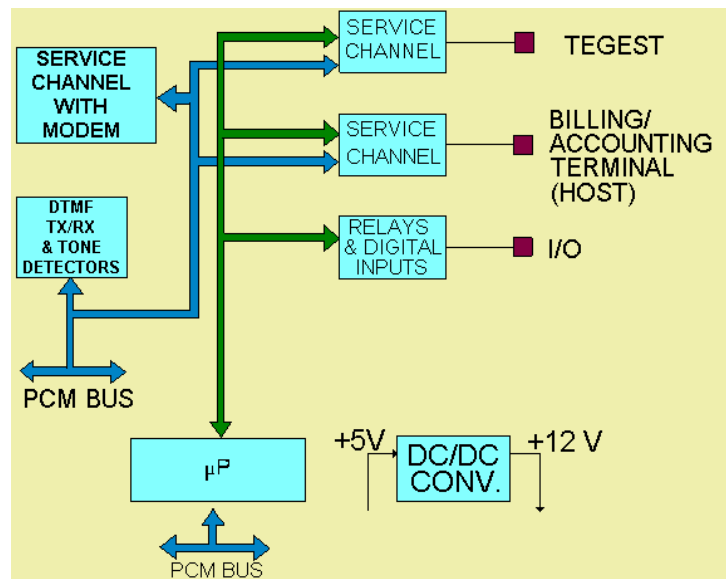 SERVICE
CHANNEL
WITH
MODEM
SERVICE
CHANNEL
TEGEST
SERVICE
CHANNEL
BILLING/
ACCOUNTING
TERMINAL
(HOST)
DTMF
TX/RX
& TONE
DETECTORS
RELAYS
& DIGITAL
INPUTS
I/O
PCM BUS
µP
+5V
DC/DC
CONV.
+12 V
PCM BUS